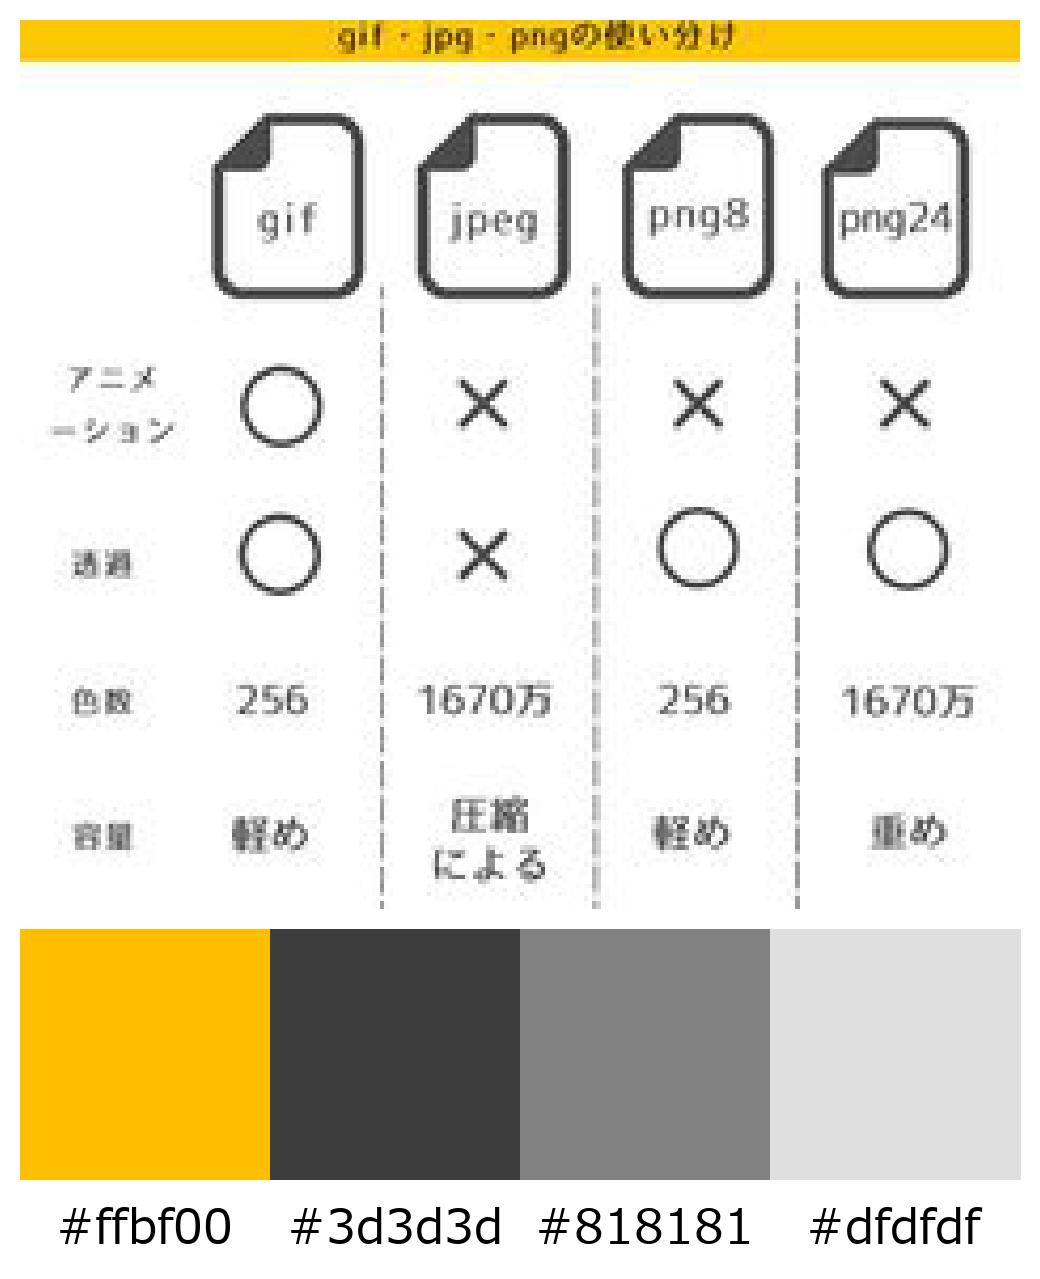 gif・jpg・pngの使い分け
gif jpeg png8 png24
アニメ
ーション ○ × × ×
透過 ○ × ○ ○
色数 256 1670万 256 1670万
容量 軽め 圧縮 軽め 重め
による
#ffbf00 #3d3d3d #818181 #dfdfdf